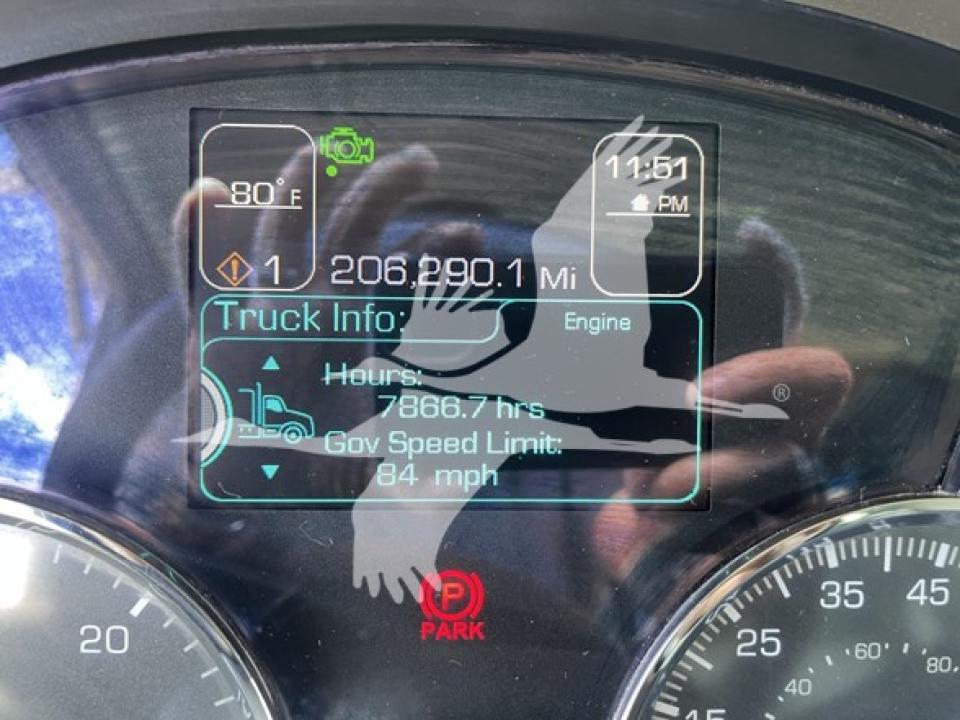 80° F
11:51
PM
1
206,290.1 Mi
Truck Info:
Engine
Hours:
7866.7 hrs
Gov Speed Limit:
84 mph
®
P
PARK
20
15
25
35
45
40
60
80